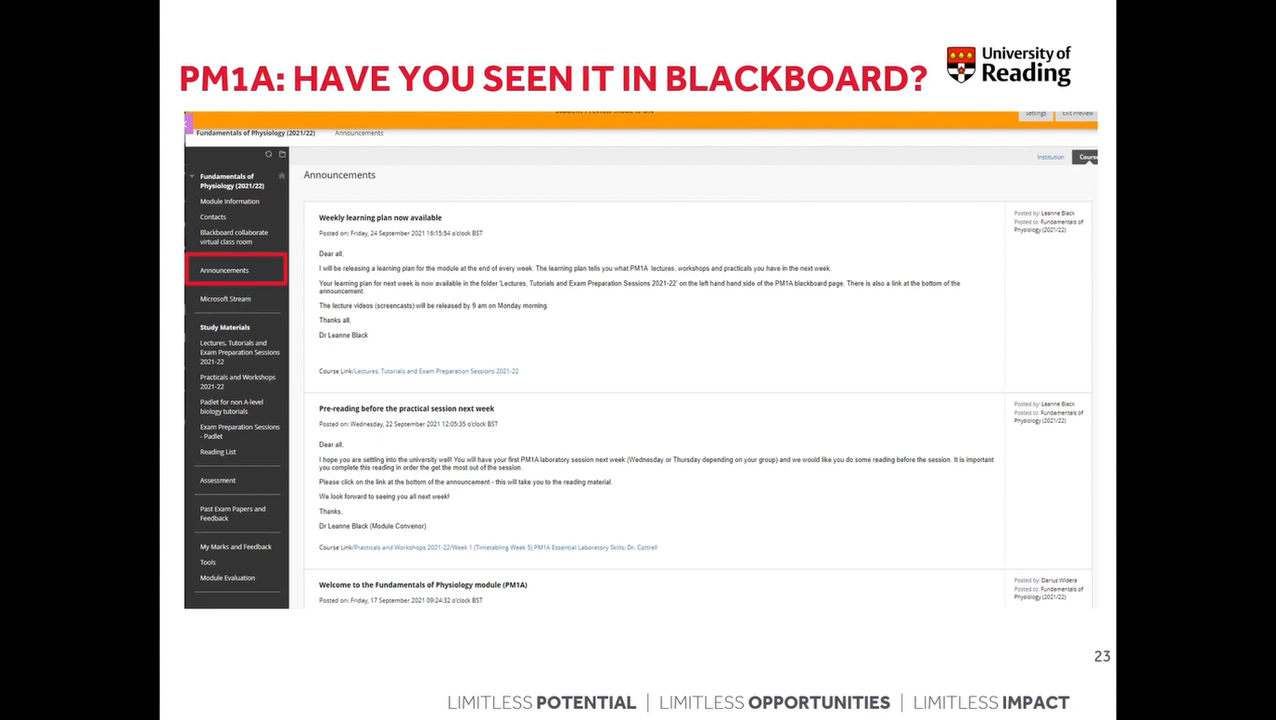 PM1A: HAVE YOU SEEN IT IN BLACKBOARD?
University of
Reading
Student Preview mode is ON
Settings
Exit Preview
Fundamentals of Physiology (2021/22)
Announcements
Institution
Course
Fundamentals of
Physiology (2021/22)
Module Information
Contacts
Blackboard collaborate
virtual class room
Announcements
Microsoft Stream
Study Materials
Lectures, Tutorials and
Exam Preparation Sessions
2021-22
Practicals and Workshops
2021-22
Padlet for non A-level
biology tutorials
Exam Preparation Sessions
- Padlet
Reading List
Assessment
Past Exam Papers and
Feedback
My Marks and Feedback
Tools
Module Evaluation
Announcements
Weekly learning plan now available
Posted on: Friday, 24 September 2021 16:15:54 o'clock BST
Dear all,
I will be releasing a learning plan for the module at the end of every week. The learning plan tells you what PM1A lectures, workshops and practicals you have in the next week.
Your learning plan for next week is now available in the folder 'Lectures, Tutorials and Exam Preparation Sessions 2021-22' on the left hand hand side of the PM1A blackboard page. There is also a link at the bottom of the
announcement
The lecture videos (screencasts) will be released by 9 am on Monday morning.
Thanks all,
Dr Leanne Black
Course Link/Lectures, Tutorials and Exam Preparation Sessions 2021-22
Posted by: Leanne Black
Posted to: Fundamentals of
Physiology (2021/22)
Pre-reading before the practical session next week
Posted on: Wednesday, 22 September 2021 12:05:35 o'clock BST
Dear all,
I hope you are settling into the university well! You will have your first PM1A laboratory session next week (Wednesday or Thursday depending on your group) and we would like you do some reading before the session. It is important
you complete this reading in order the get the most out of the session
Please click on the link at the bottom of the announcement - this will take you to the reading material.
We look forward to seeing you all next week!
Thanks,
Dr Leanne Black (Module Convenor)
Course Link/Practicals and Workshops 2021-22/Week 1 (Timetabling Week 5) PM1A Essential Laboratory Skills: Dr. Cottrell
Posted by: Leanne Black
Posted to: Fundamentals of
Physiology (2021/22)
Welcome to the Fundamentals of Physiology module (PM1A)
Posted on: Friday, 17 September 2021 09:24:32 o'clock BST
Posted by: Darius Widera
Posted to: Fundamentals of
Physiology (2021/22)
23
LIMITLESS POTENTIAL | LIMITLESS OPPORTUNITIES | LIMITLESS IMPACT